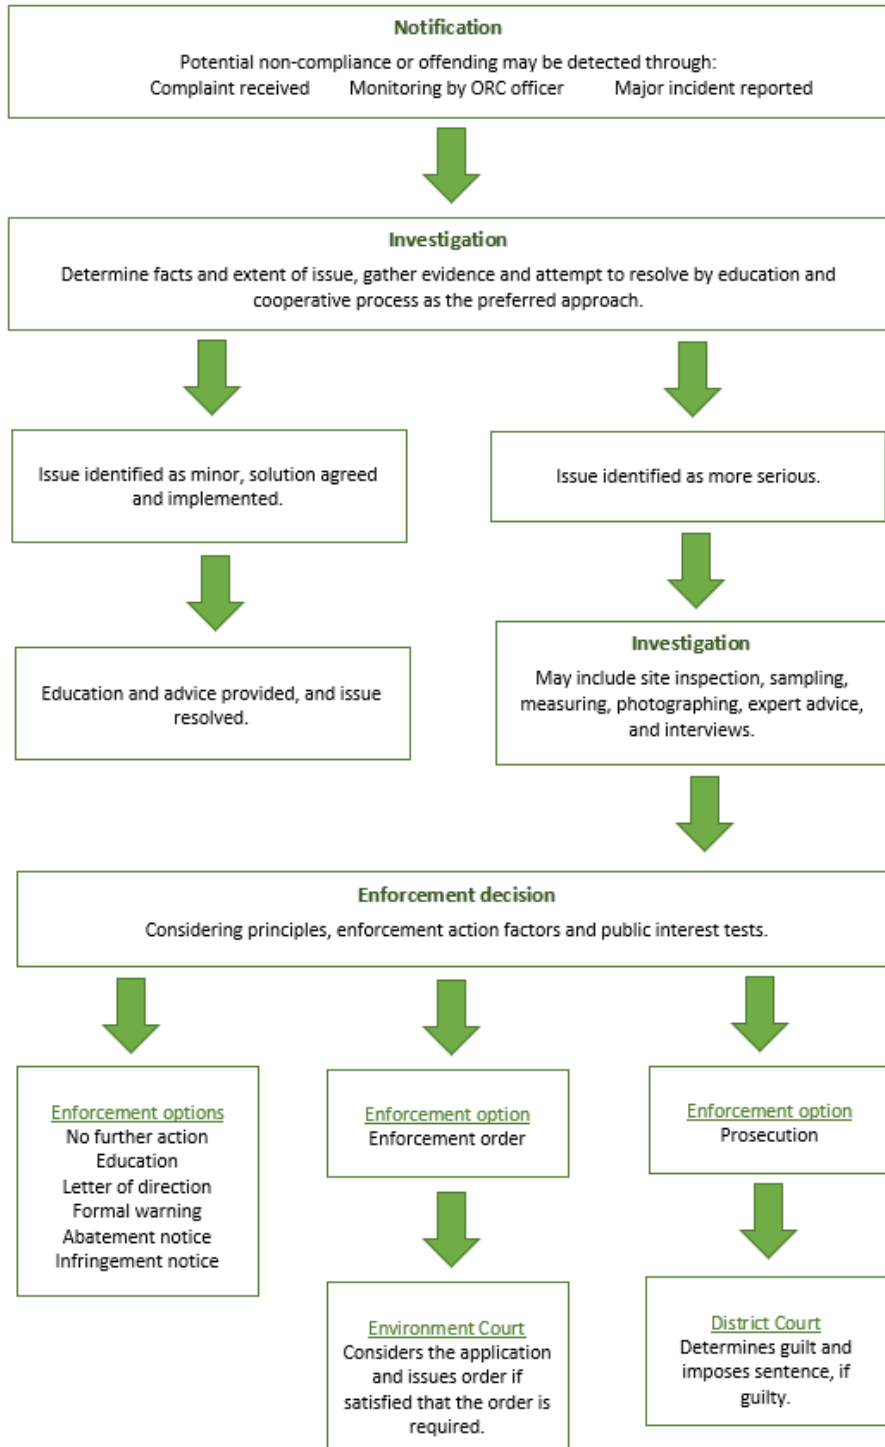 Notification
Potential non-compliance or offending may be detected through:
Complaint received Monitoring by ORC officer Major incident reported
Investigation
Determine facts and extent of issue, gather evidence and attempt to resolve by education and
cooperative process as the preferred approach.
Issue identified as minor, solution agreed
and implemented.
Issue identified as more serious.
Education and advice provided, and issue
resolved.
Investigation
May include site inspection, sampling,
measuring, photographing, expert advice,
and interviews.
Enforcement decision
Considering principles, enforcement action factors and public interest tests.
Enforcement options
No further action
Education
Letter of direction
Formal warning
Abatement notice
Infringement notice
Enforcement option
Enforcement order
Enforcement option
Prosecution
Environment Court
Considers the application
and issues order if
satisfied that the order is
required.
District Court
Determines guilt and
imposes sentence, if
guilty.